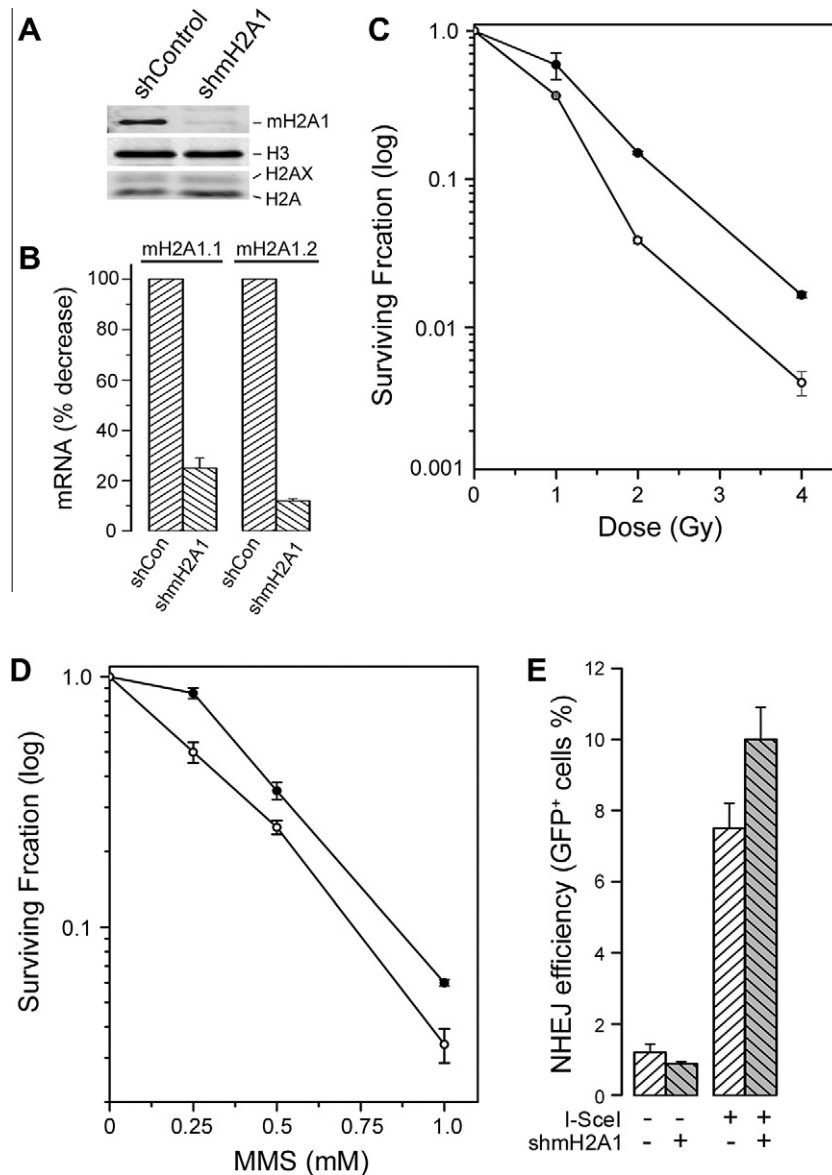 A
shControl
shmH2A1
mH2A1
H3
H2AX
H2A
B
mH2A1.1 mH2A1.2
mRNA (% decrease)
100
80
60
40
20
0
shCon
shmH2A1
shCon
shmH2A1
C
Surviving Frcation (log)
1.0
0.1
0.01
0.001
0 1 2 3 4
Dose (Gy)
D
Surviving Frcation (log)
1.0
0.1
0 0.25 0.5 0.75 1.0
MMS (mM)
E
NHEJ efficiency (GFP⁺ cells %)
12
10
8
6
4
2
0
I-SceI - - + +
shmH2A1 - + - +